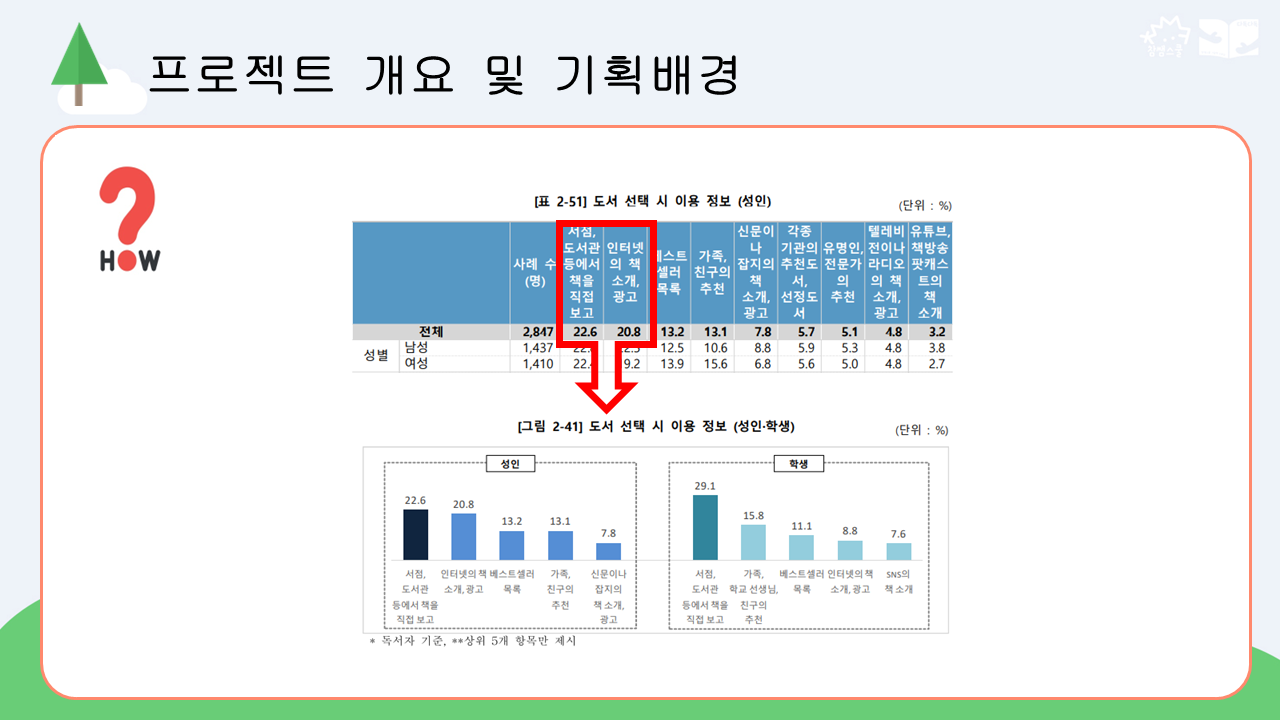 프로젝트 개요 및 기획배경
HOW
[표 2-51] 도서 선택 시 이용 정보 (성인)
(단위 : %)
사례 수 (명) 서점, 도서관 등에서 책을 직접 보고 인터넷의 책 소개, 광고 베스트셀러 목록 가족, 친구의 추천 신문이나 잡지의 책 소개, 광고 각종 기관의 추천도서, 선정도서 유명인, 전문가의 추천 텔레비전이나 라디오의 책 소개, 광고 유튜브, 책방송 팟캐스트의 책 소개
전체 2,847 22.6 20.8 13.2 13.1 7.8 5.7 5.1 4.8 3.2
성별 남성 1,437 12.5 10.6 8.8 5.9 5.3 4.8 3.8
여성 1,410 13.9 15.6 6.8 5.6 5.0 4.8 2.7
[그림 2-41] 도서 선택 시 이용 정보 (성인·학생)
(단위 : %)
성인
22.6 20.8 13.2 13.1 7.8
서점, 인터넷의 책 베스트셀러 가족, 신문이나
도서관 소개, 광고 목록 친구의 잡지의
등에서 책을 추천 책 소개,
직접 보고 광고
학생
29.1 15.8 11.1 8.8 7.6
서점, 가족, 베스트셀러 인터넷의 책 SNS의
도서관 학교 선생님, 목록 소개, 광고 책 소개
등에서 책을 친구의
직접 보고 추천
* 독서자 기준, **상위 5개 항목만 제시